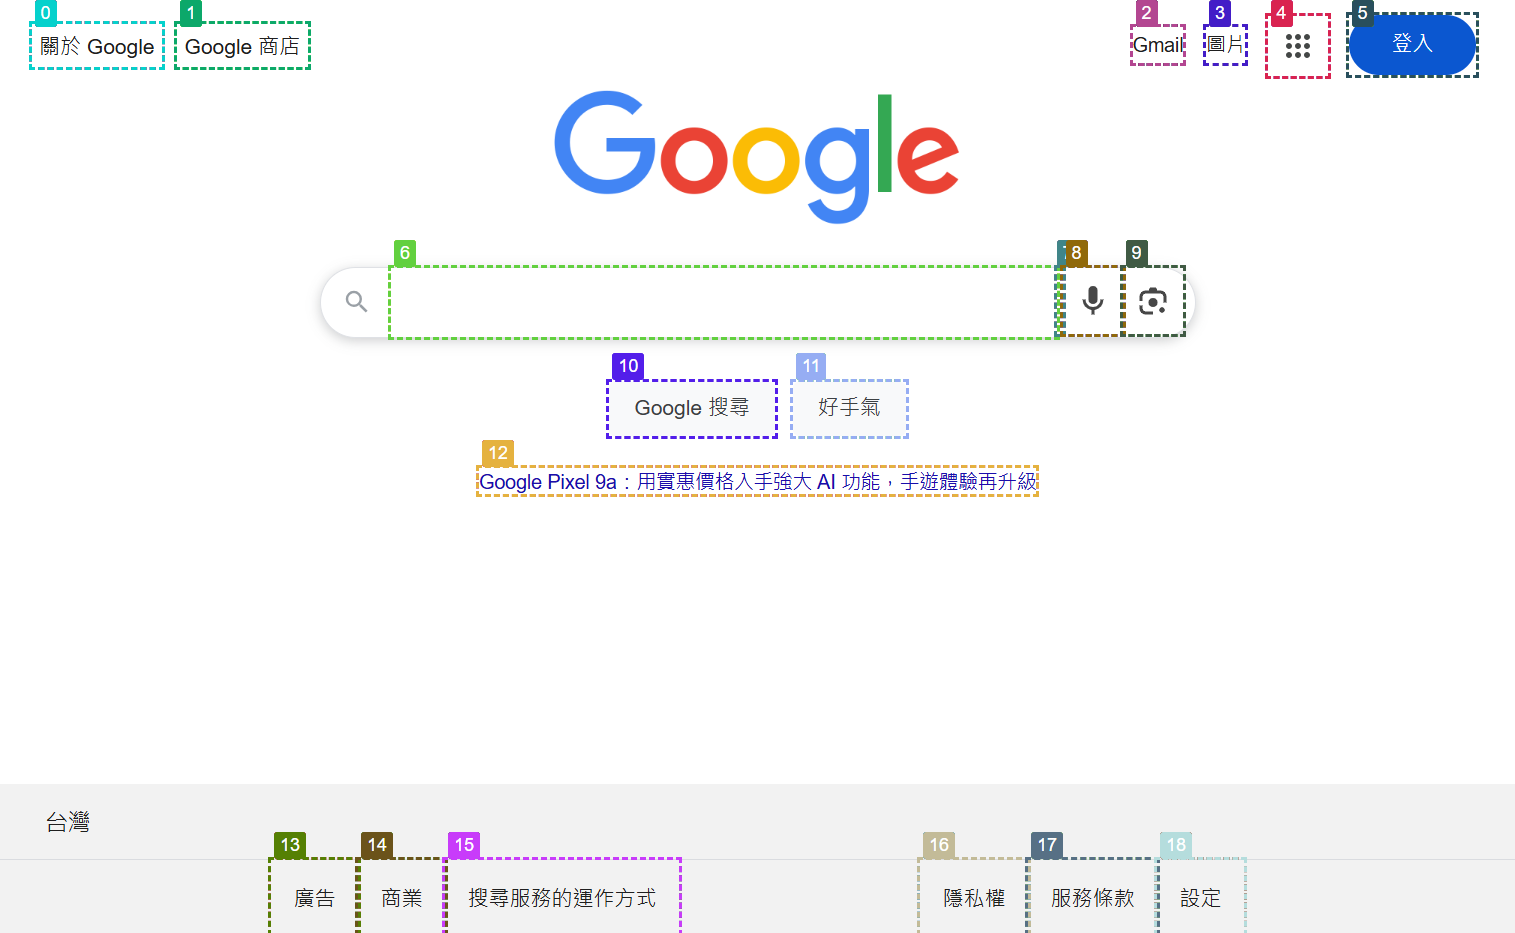 0 1 2 3 4 5
關於 Google Google 商店 Gmail 圖片 登入
Google
6 8 9
10 11
Google 搜尋 好手氣
12
Google Pixel 9a：用實惠價格入手強大 AI 功能，手遊體驗再升級
台灣
13 14 15 16 17 18
廣告 商業 搜尋服務的運作方式 隱私權 服務條款 設定